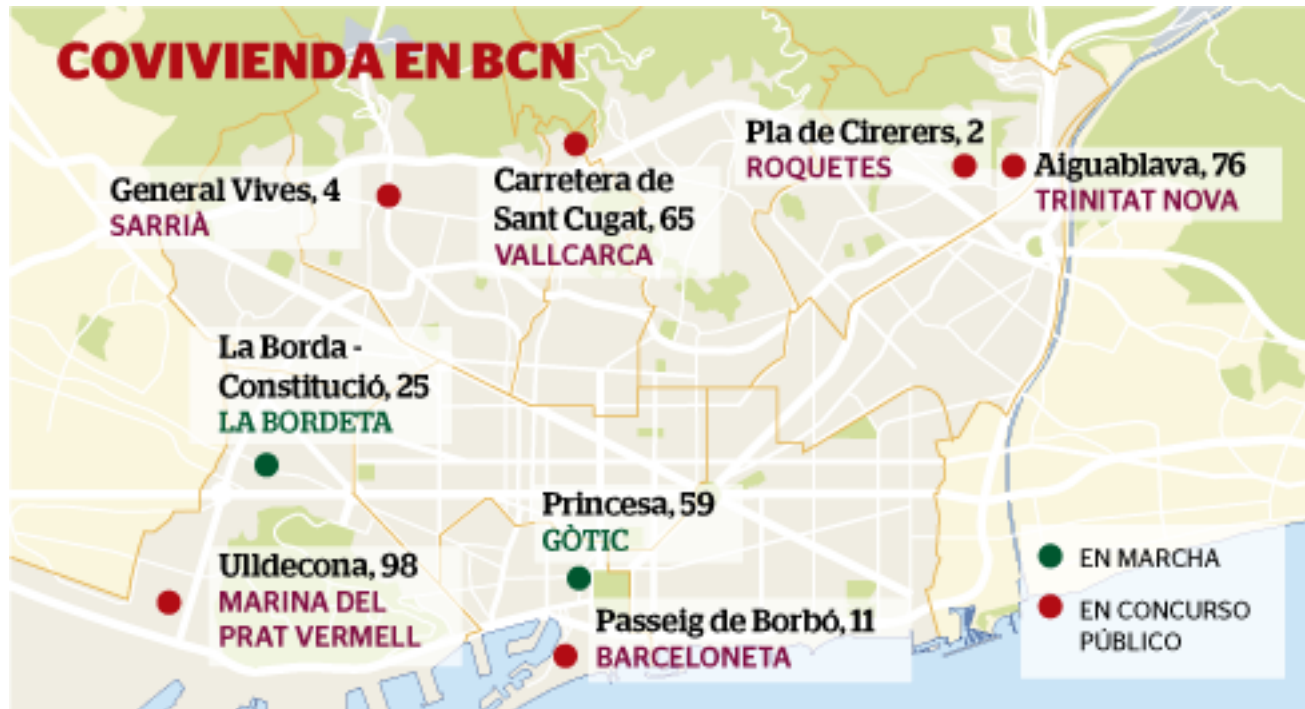 COVIVIENDA EN BCN
General Vives, 4
SARRIÀ
Carretera de
Sant Cugat, 65
VALLCARCA
Pla de Cirerers, 2
ROQUETES
Aiguablava, 76
TRINITAT NOVA
La Borda -
Constitució, 25
LA BORDETA
Princesa, 59
GÒTIC
Ulldecona, 98
MARINA DEL
PRAT VERMELL
Passeig de Borbó, 11
BARCELONETA
EN MARCHA
EN CONCURSO
PÚBLICO